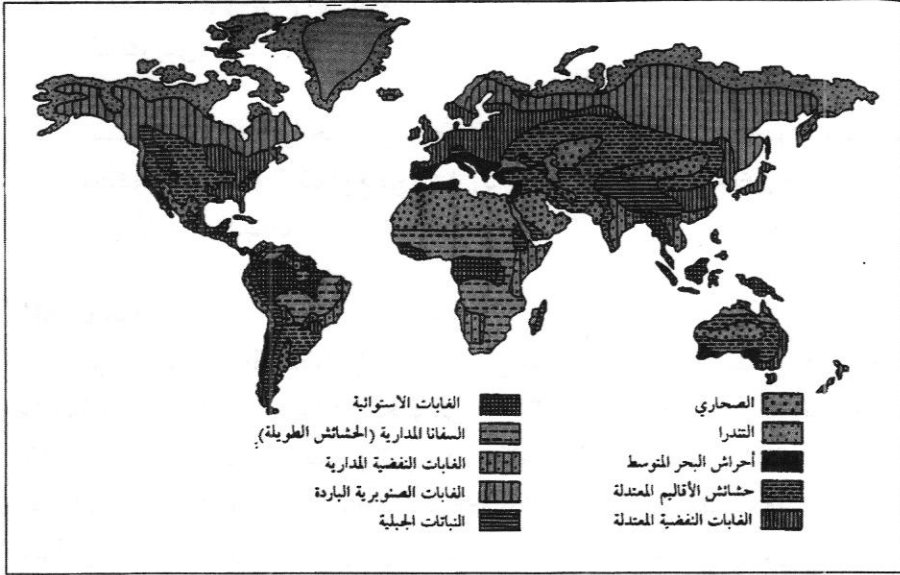 الصحاري
التندرا
أحراش البحر المتوسط
حشائش الأقاليم المعتدلة
الغابات النفضية المعتدلة
الغابات الاستوائية
السفانا المدارية (الحشائش الطويلة)
الغابات النفضية المدارية
الغابات الصنوبرية الباردة
النباتات الجبلية